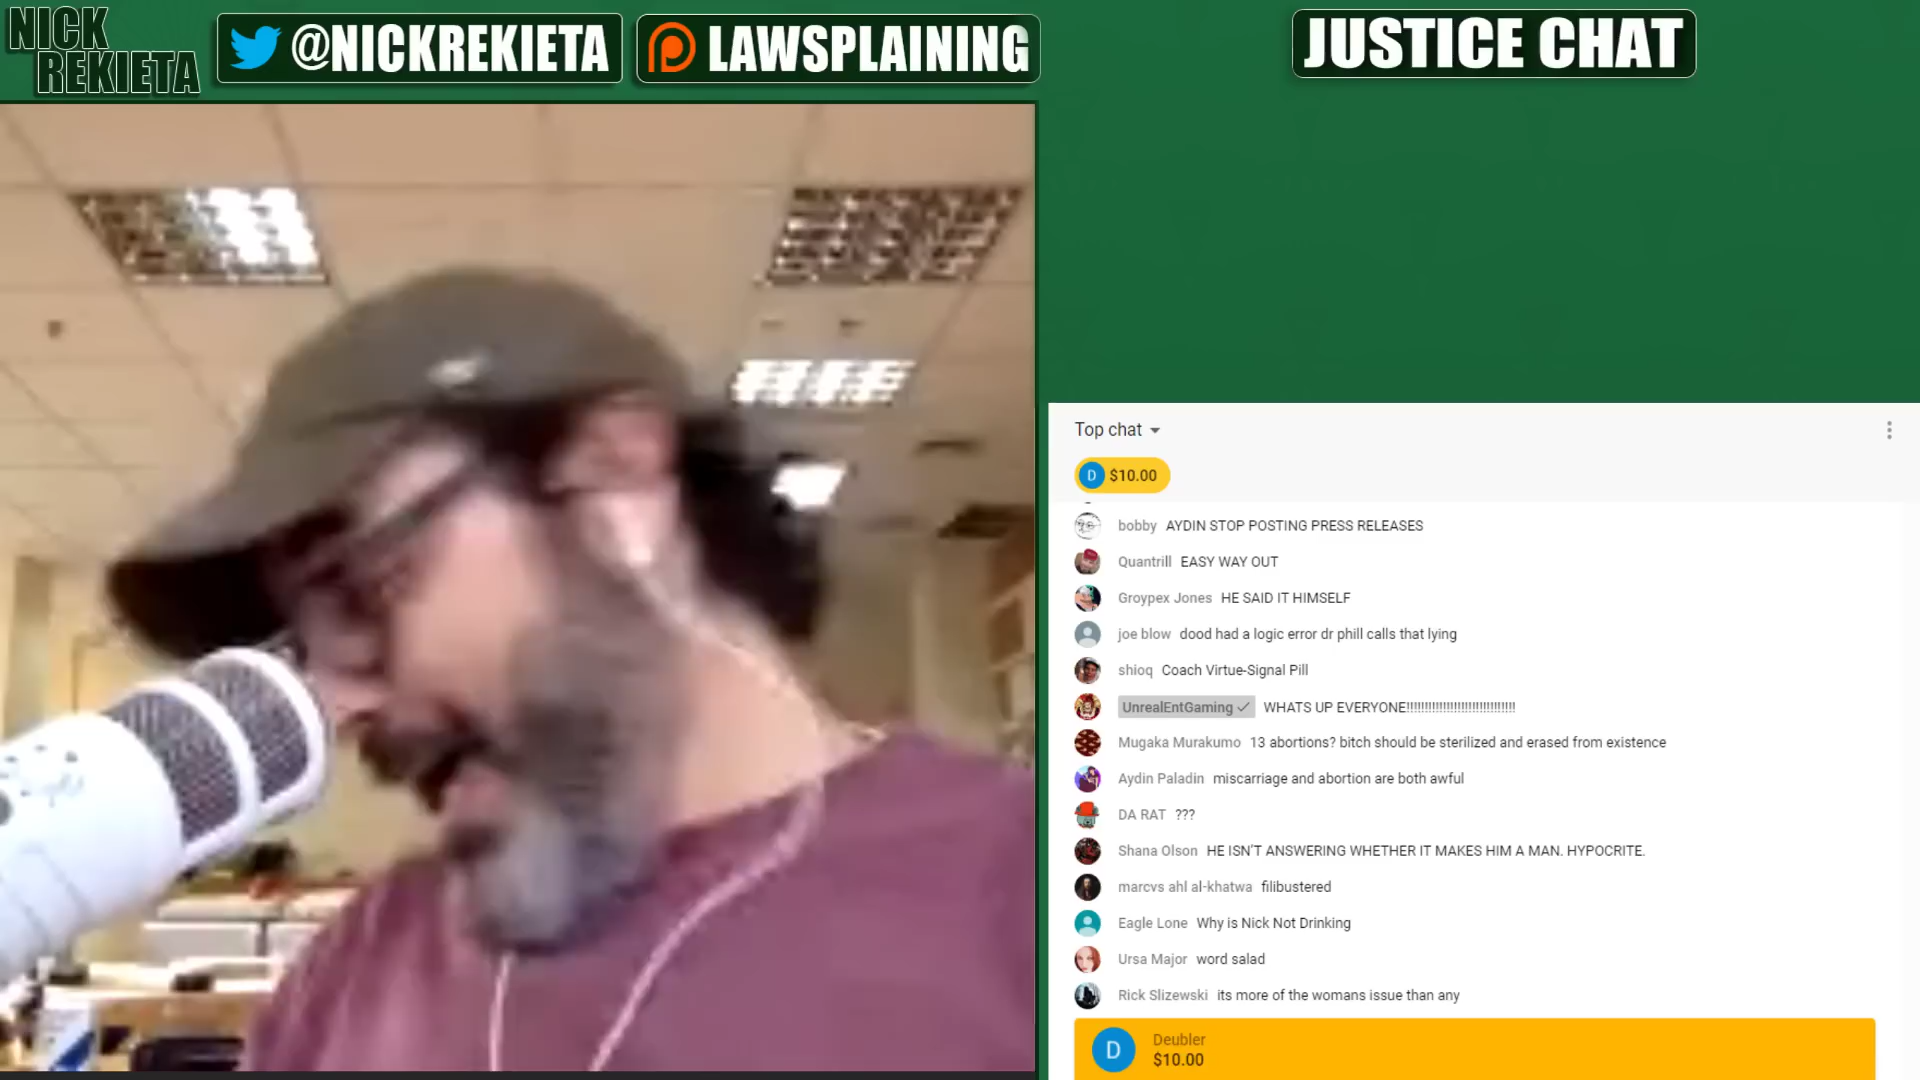 NICK
REKIETA
@NICKREKIETA
LAWSPLAINING
JUSTICE CHAT
Top chat
D $10.00
bobby AYDIN STOP POSTING PRESS RELEASES
Quantrill EASY WAY OUT
Groypex Jones HE SAID IT HIMSELF
joe blow dood had a logic error dr phill calls that lying
shioq Coach Virtue-Signal Pill
UnrealEntGaming WHATS UP EVERYONE!!!!!!!!!!!!!!!!!!!!!!!!!!!!!!
Mugaka Murakumo 13 abortions? bitch should be sterilized and erased from existence
Aydin Paladin miscarriage and abortion are both awful
DA RAT ???
Shana Olson HE ISN'T ANSWERING WHETHER IT MAKES HIM A MAN. HYPOCRITE.
marcvs ahl al-khatwa filibustered
Eagle Lone Why is Nick Not Drinking
Ursa Major word salad
Rick Slizewski its more of the womans issue than any
D Deubler
$10.00